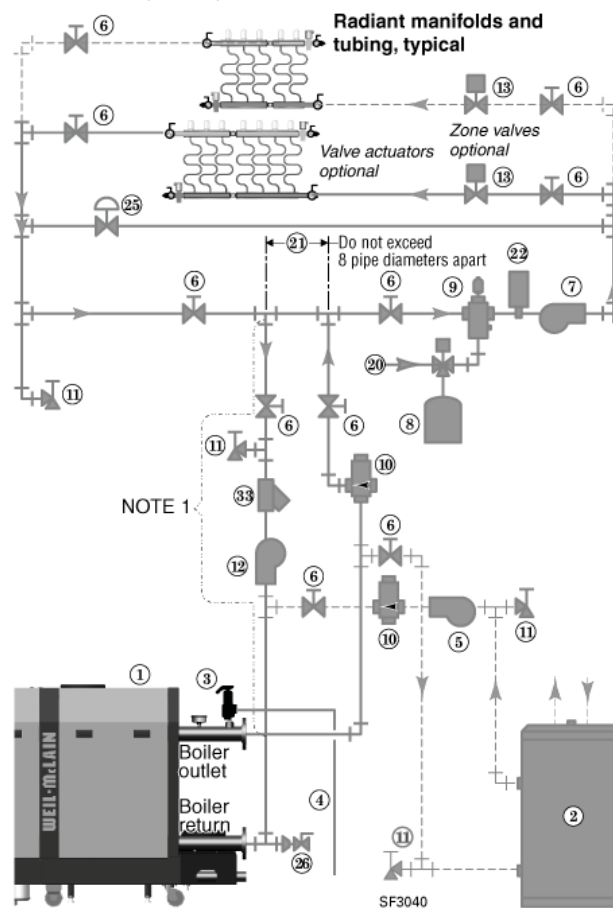 Radiant manifolds and
tubing, typical
⑥
⑬ ⑥
⑥
Zone valves
optional
Valve actuators
optional
⑬ ⑥
㉕
㉑ Do not exceed
8 pipe diameters apart
㉒
⑥ ⑥ ⑨ ⑦
⑳
⑪ ⑧
⑥ ⑥
⑪
⑩
㉝
NOTE 1
⑥
⑫ ⑥
⑩ ⑤ ⑪
① ③
Boiler
outlet
WEIL-McLAIN
④
Boiler
return
②
㉖
⑪
SF3040